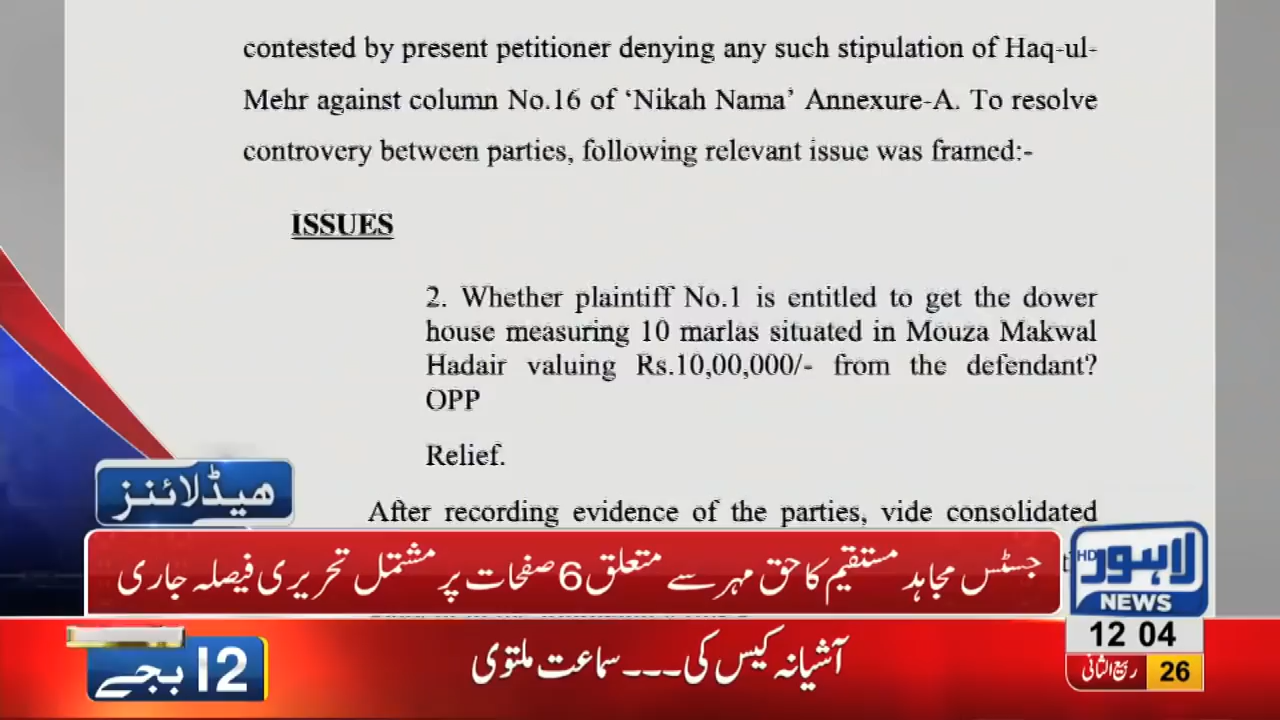 contested by present petitioner denying any such stipulation of Haq-ul-
Mehr against column No.16 of ‘Nikah Nama’ Annexure-A. To resolve
controvery between parties, following relevant issue was framed:-
ISSUES
2. Whether plaintiff No.1 is entitled to get the dower
house measuring 10 marlas situated in Mouza Makwal
Hadair valuing Rs.10,00,000/- from the defendant?
OPP
Relief.
After recording evidence of the parties, vide consolidated
ہیڈلائنز
جسٹس مجاہد مستقیم کا حق مہر سے متعلق 6 صفحات پر مشتمل تحریری فیصلہ جاری
لاہور HD
NEWS
12 04
26 ربیع الثانی
12 بجے
آشیانہ کیس کی۔۔۔سماعت ملتوی